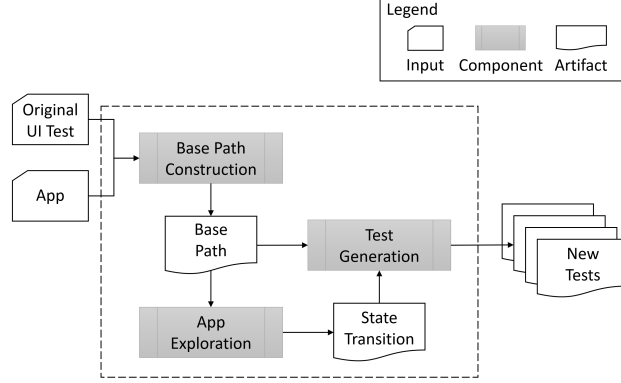 Legend
Input
Component
Artifact
Original
UI Test
App
Base Path
Construction
Base
Path
Test
Generation
New
Tests
App
Exploration
State
Transition